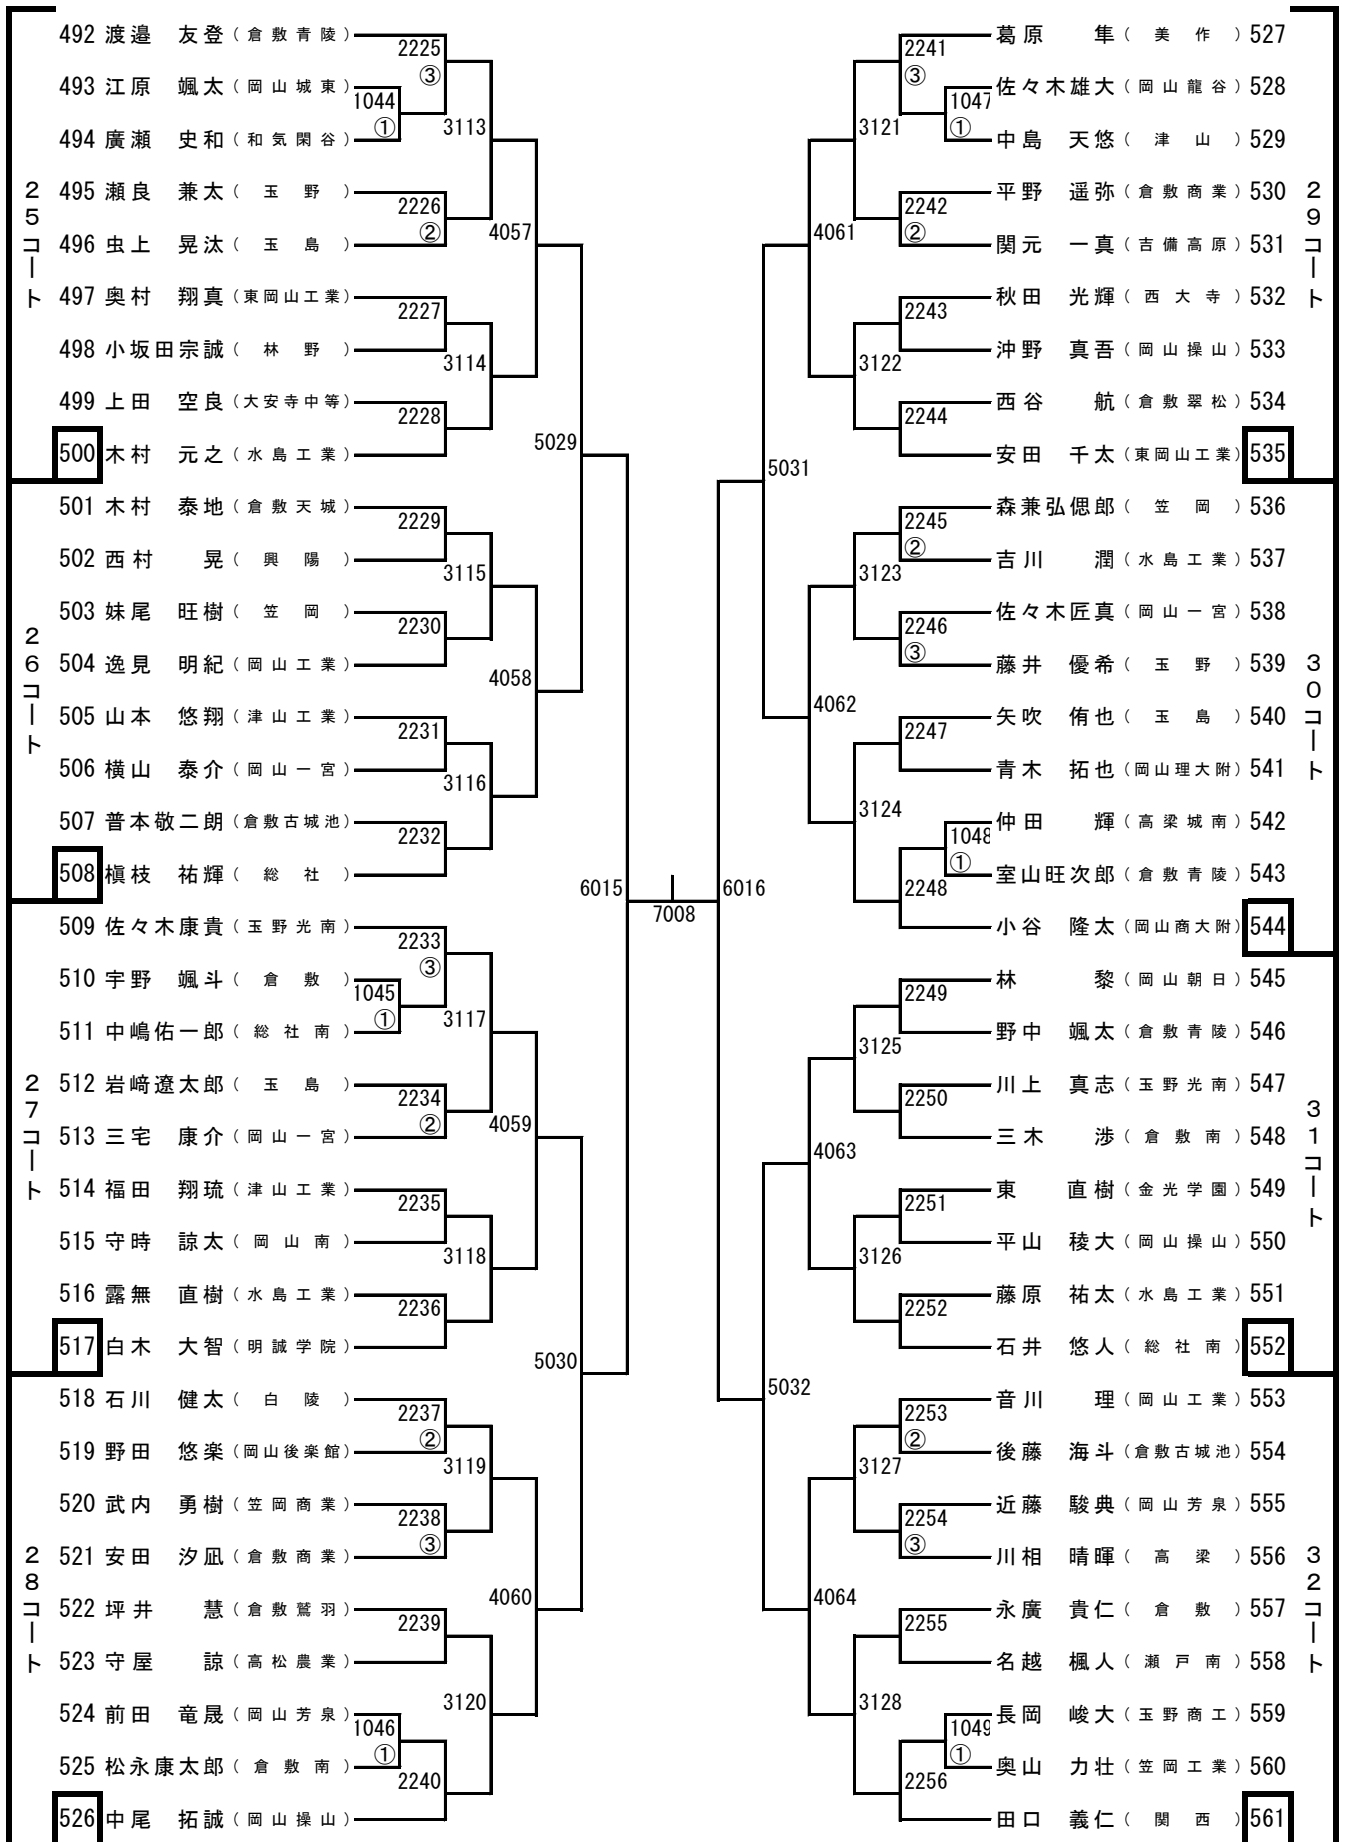 492 渡邉 友登（倉敷青陵）
2225
③
493 江原 颯太（岡山城東）
1044
①
494 廣瀬 史和（和気閑谷）
3113
495 瀬良 兼太（玉野）
2226
②
496 虫上 晃汰（玉島）
4057
25コート
497 奥村 翔真（東岡山工業）
2227
498 小坂田宗誠（林野）
3114
499 上田 空良（大安寺中等）
2228
500 木村 元之（水島工業）
5029
501 木村 泰地（倉敷天城）
2229
502 西村 晃（興陽）
3115
503 妹尾 旺樹（笠岡）
2230
504 逸見 明紀（岡山工業）
4058
26コート
505 山本 悠翔（津山工業）
2231
506 横山 泰介（岡山一宮）
3116
507 普本敬二朗（倉敷古城池）
2232
508 槇枝 祐輝（総社）
6015
509 佐々木康貴（玉野光南）
2233
③
510 宇野 颯斗（倉敷）
1045
①
511 中嶋佑一郎（総社南）
3117
512 岩﨑遼太郎（玉島）
2234
②
513 三宅 康介（岡山一宮）
4059
27コート
514 福田 翔琉（津山工業）
2235
515 守時 諒太（岡山南）
3118
516 露無 直樹（水島工業）
2236
517 白木 大智（明誠学院）
5030
518 石川 健太（白陵）
2237
②
519 野田 悠楽（岡山後楽館）
3119
520 武内 勇樹（笠岡商業）
2238
③
521 安田 汐凪（倉敷商業）
4060
28コート
522 坪井 慧（倉敷鷲羽）
2239
523 守屋 諒（高松農業）
3120
524 前田 竜晟（岡山芳泉）
1046
①
525 松永康太郎（倉敷南）
2240
526 中尾 拓誠（岡山操山）
7008
葛原 隼（美作）527
2241
③
佐々木雄大（岡山龍谷）528
1047
①
中島 天悠（津山）529
3121
平野 遥弥（倉敷商業）530
2242
②
関元 一真（吉備高原）531
4061
29コート
秋田 光輝（西大寺）532
2243
沖野 真吾（岡山操山）533
3122
西谷 航（倉敷翠松）534
2244
安田 千太（東岡山工業）535
5031
森兼弘偲郎（笠岡）536
2245
②
吉川 潤（水島工業）537
3123
佐々木匠真（岡山一宮）538
2246
③
藤井 優希（玉野）539
4062
30コート
矢吹 侑也（玉島）540
2247
青木 拓也（岡山理大附）541
3124
仲田 輝（高梁城南）542
1048
①
室山旺次郎（倉敷青陵）543
2248
小谷 隆太（岡山商大附）544
6016
林 黎（岡山朝日）545
2249
野中 颯太（倉敷青陵）546
3125
川上 真志（玉野光南）547
2250
三木 渉（倉敷南）548
4063
31コート
東 直樹（金光学園）549
2251
平山 稜大（岡山操山）550
3126
藤原 祐太（水島工業）551
2252
石井 悠人（総社南）552
5032
音川 理（岡山工業）553
2253
②
後藤 海斗（倉敷古城池）554
3127
近藤 駿典（岡山芳泉）555
2254
③
川相 晴暉（高梁）556
4064
32コート
永廣 貴仁（倉敷）557
2255
名越 楓人（瀬戸南）558
3128
長岡 峻大（玉野商工）559
1049
①
奥山 力壮（笠岡工業）560
2256
田口 義仁（関西）561